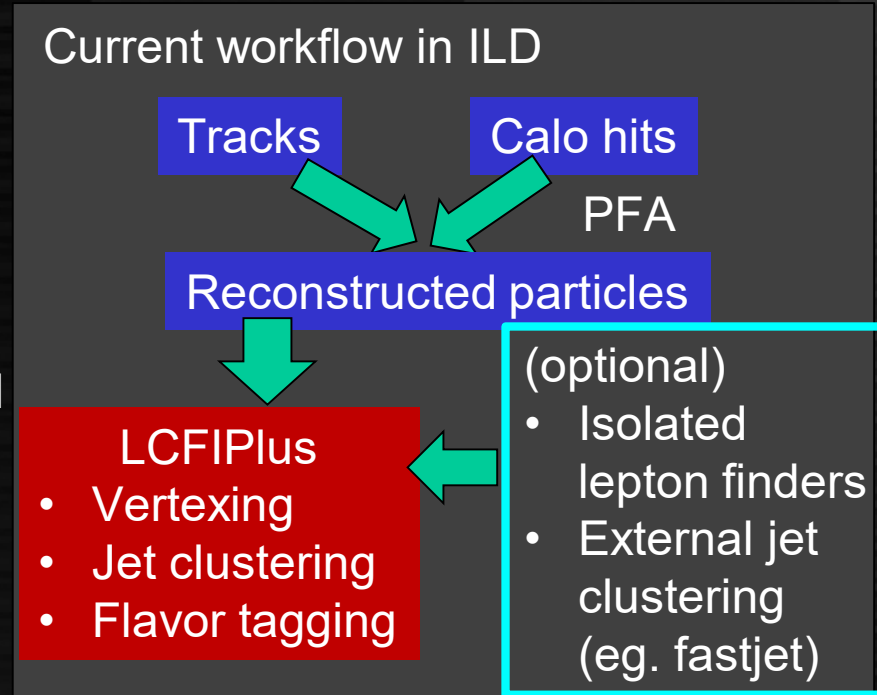 Current workflow in ILD
Tracks
Calo hits
PFA
Reconstructed particles
LCFIPlus
• Vertexing
• Jet clustering
• Flavor tagging
(optional)
• Isolated
lepton finders
• External jet
clustering
(eg. fastjet)